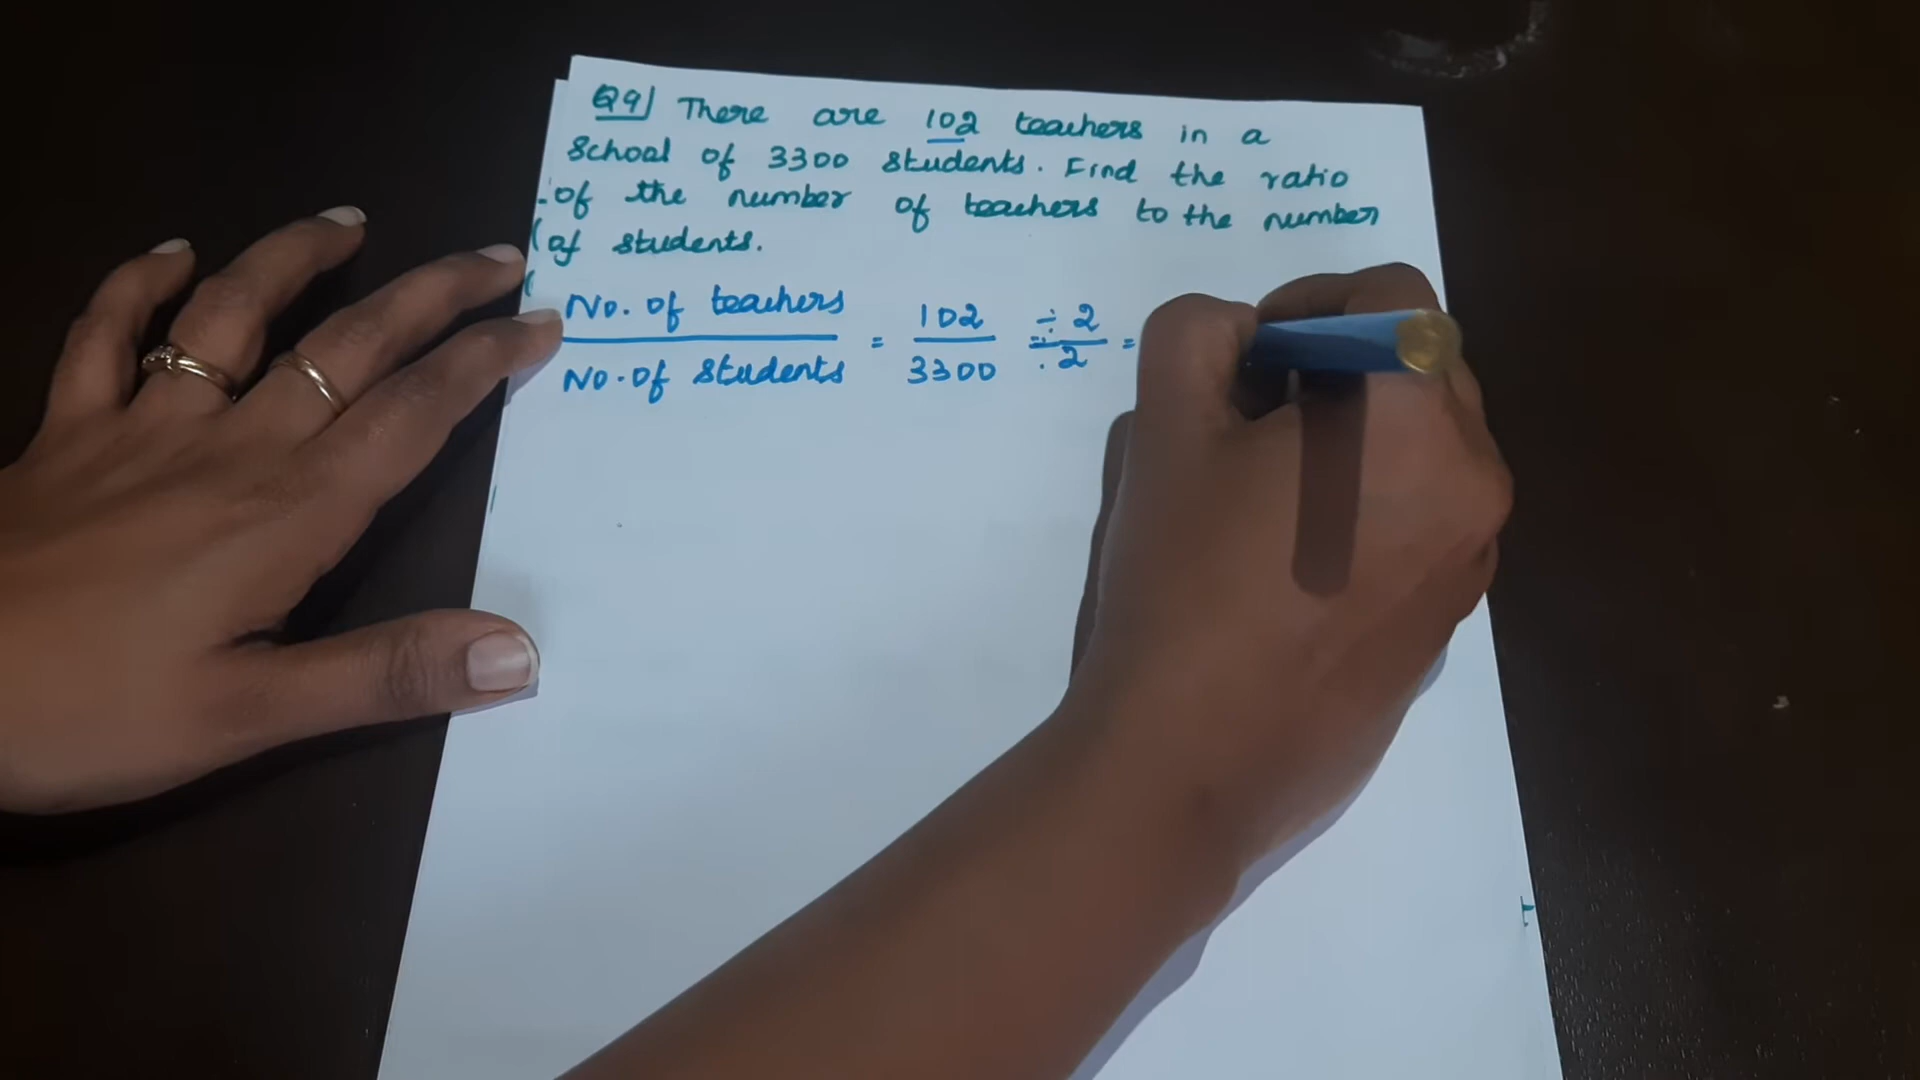 Q9) There are 102 teachers in a
School of 3300 students. Find the ratio
of the number of teachers to the number
of students.
No. of teachers / No. of students = 102 / 3300 ÷ 2 / ÷ 2 =